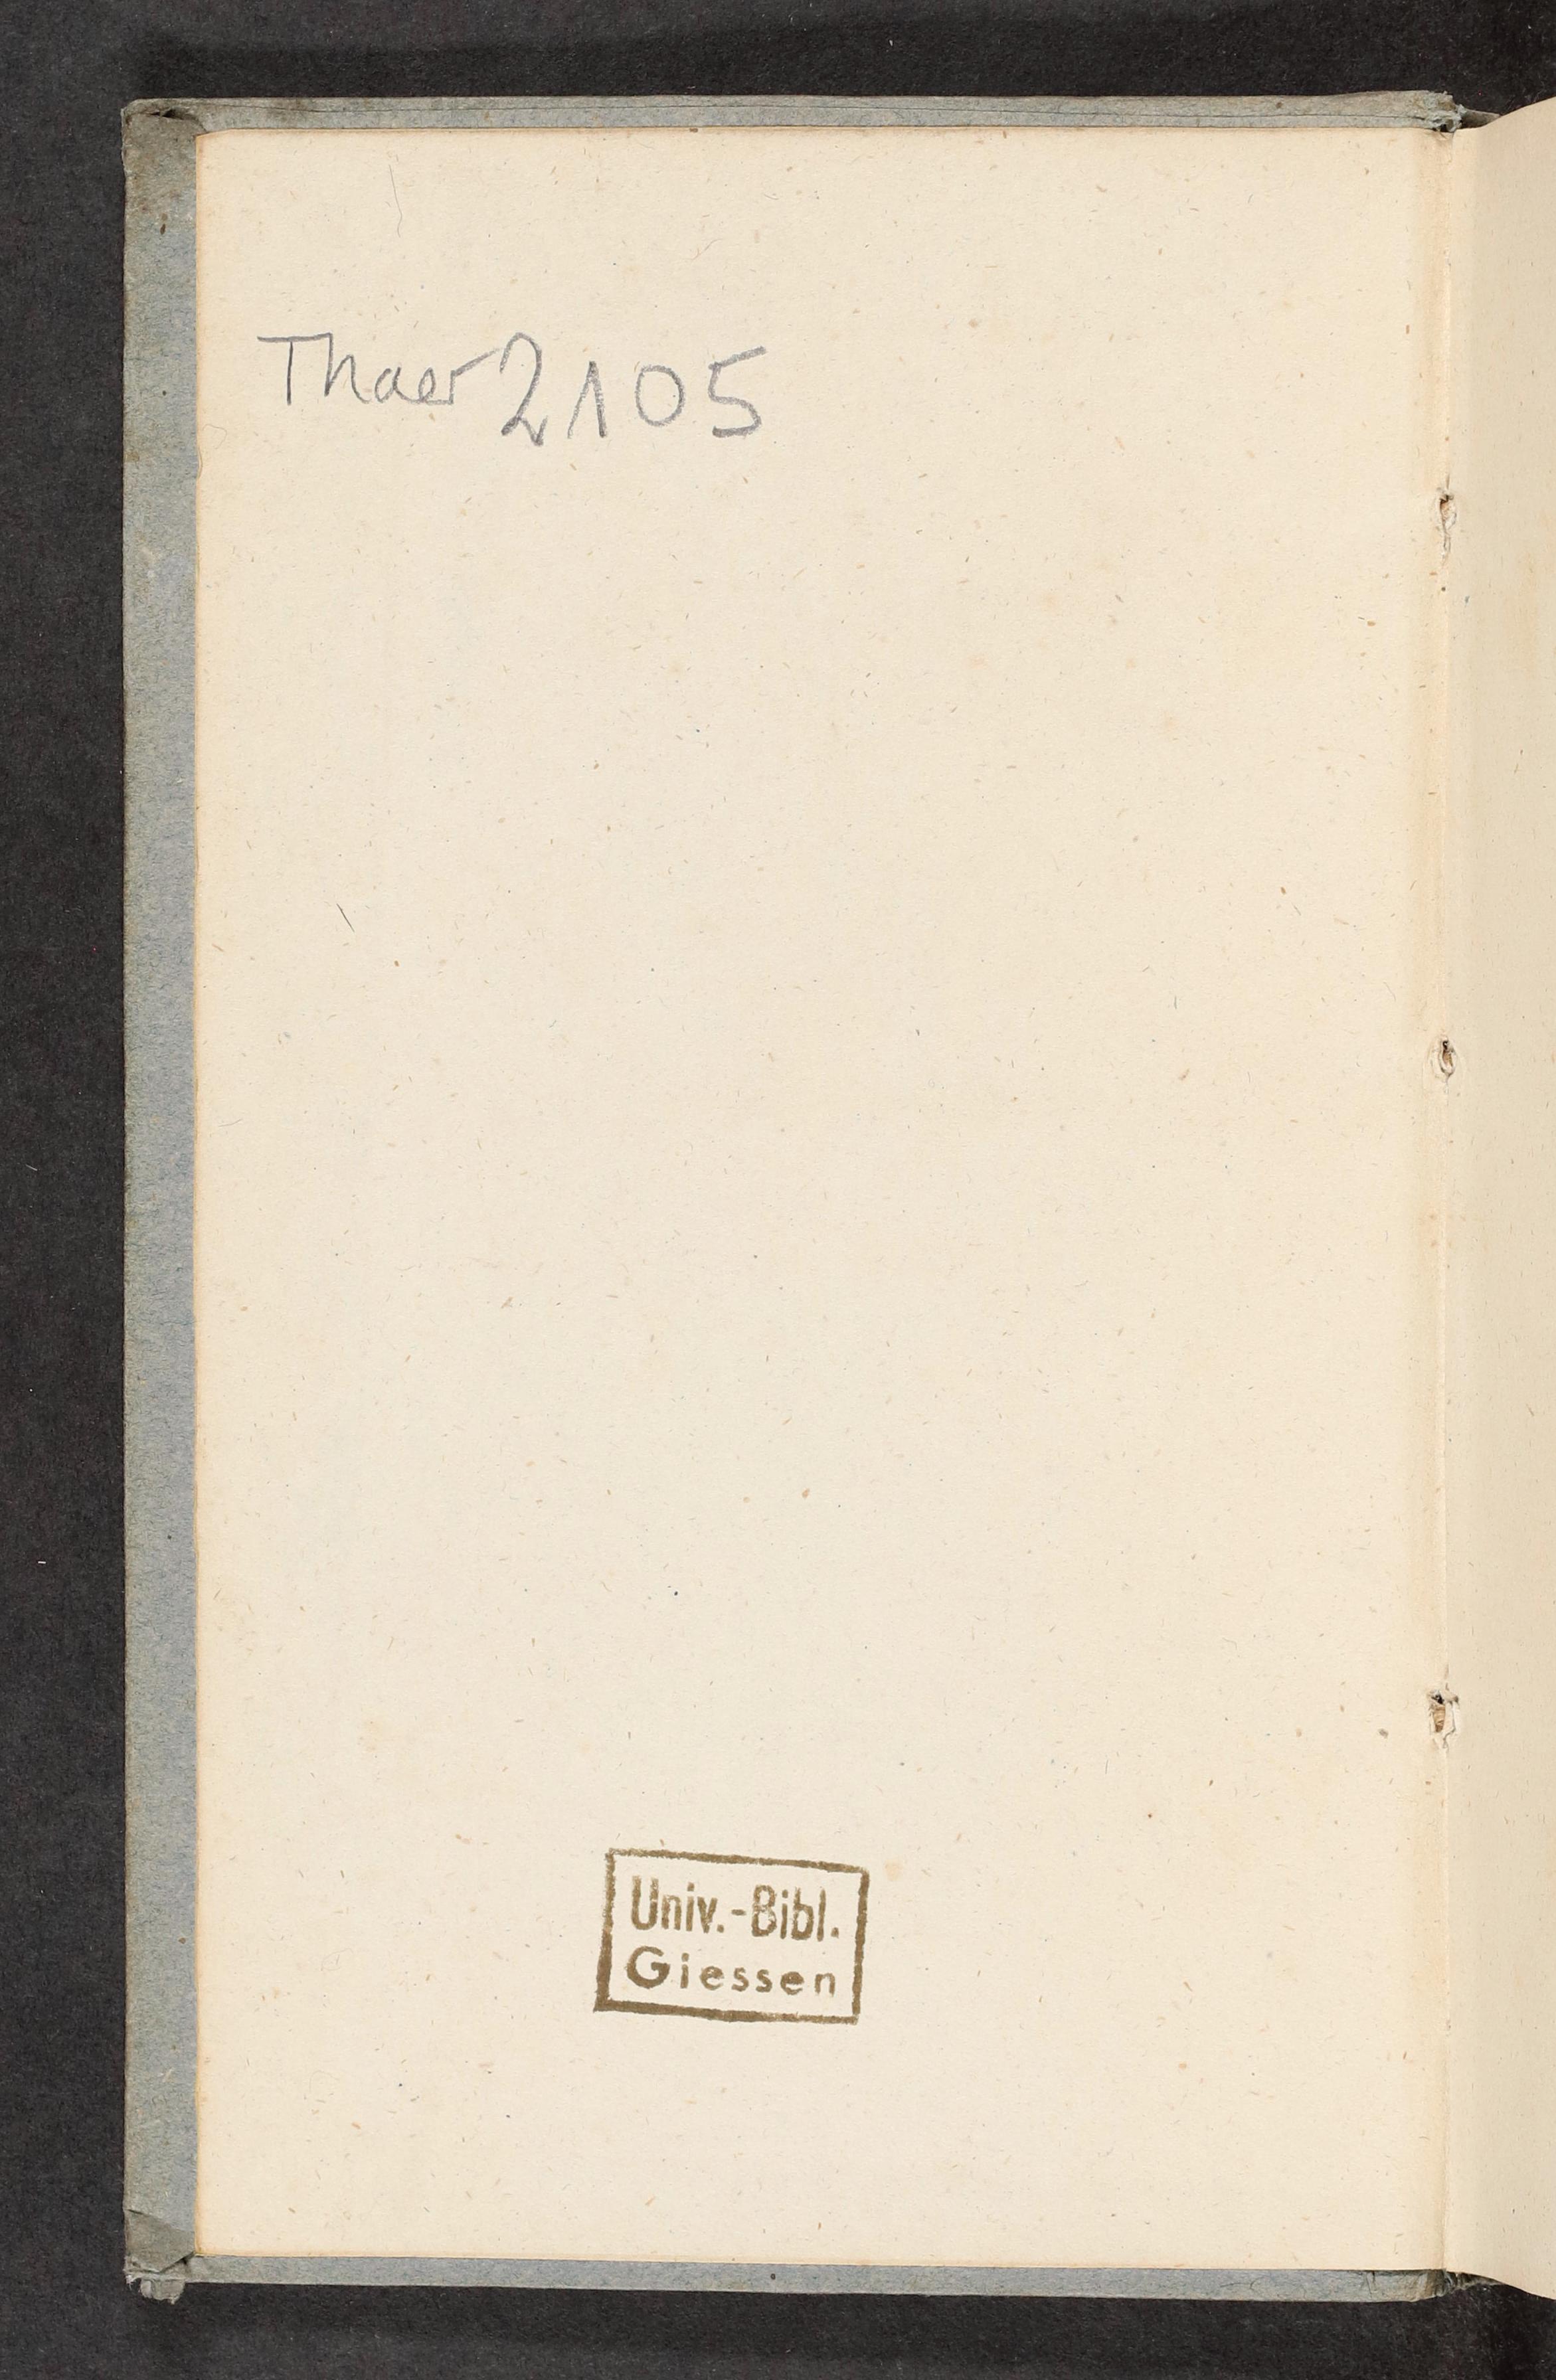 Thaer 2105
Univ.-Bibl.
Giessen